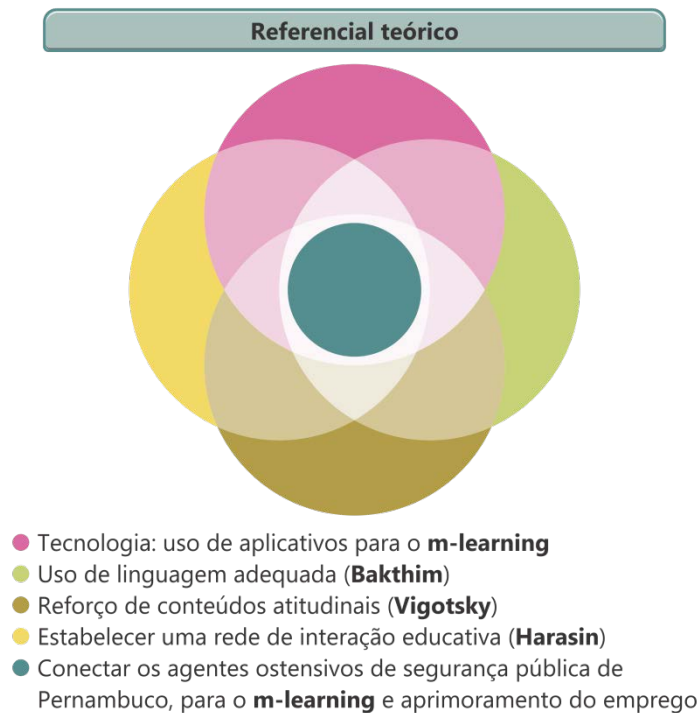 Referencial teórico
Tecnologia: uso de aplicativos para o m-learning
Uso de linguagem adequada (Bakthim)
Reforço de conteúdos atitudinais (Vigotsky)
Estabelecer uma rede de interação educativa (Harasin)
Conectar os agentes ostensivos de segurança pública de
Pernambuco, para o m-learning e aprimoramento do emprego